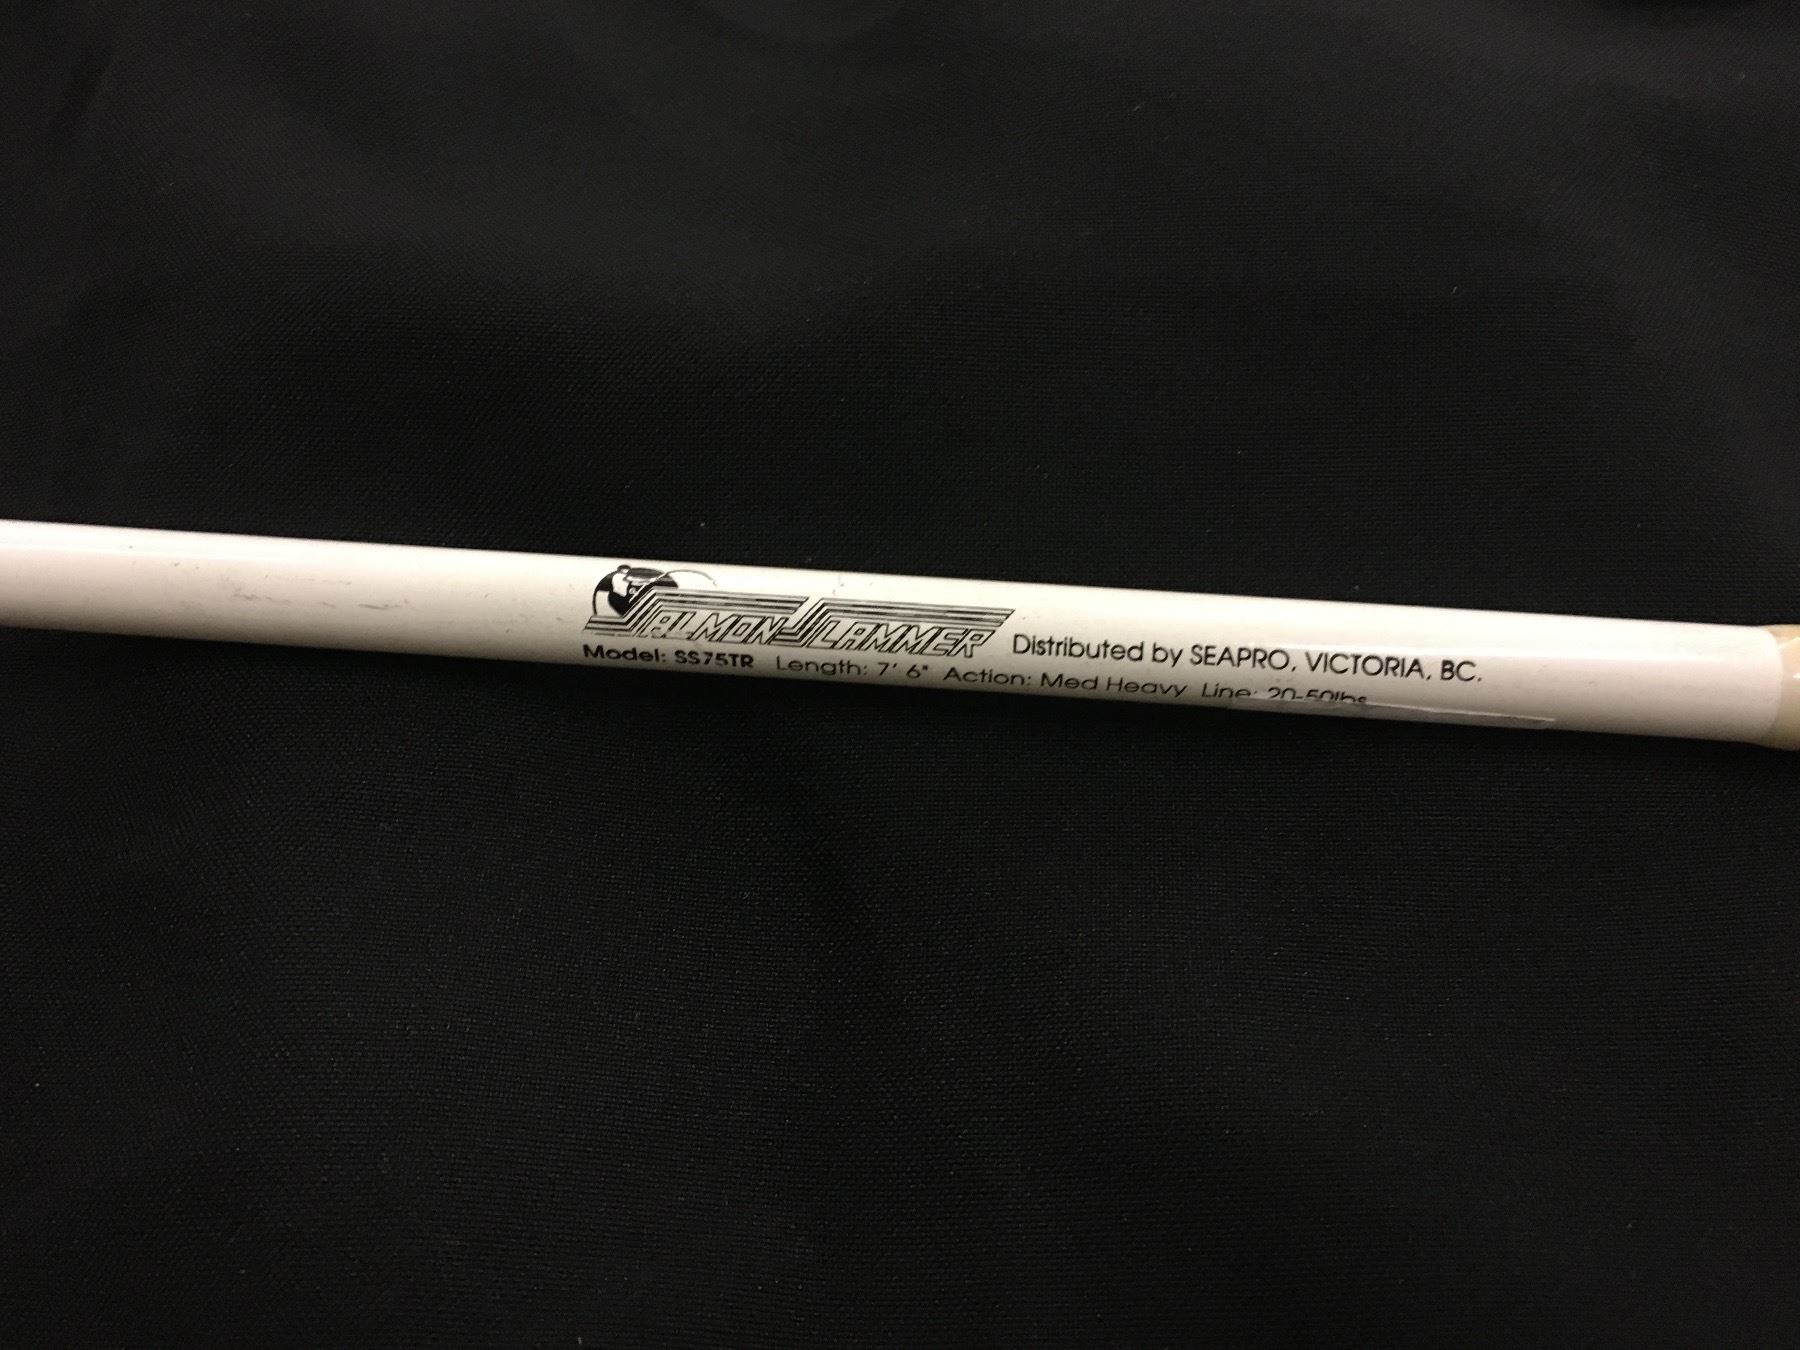 SALMON SLAMMER Distributed by SEAPRO, VICTORIA, BC.
Model: SS75TR Length: 7' 6" Action: Med Heavy Line: 20-50lbs